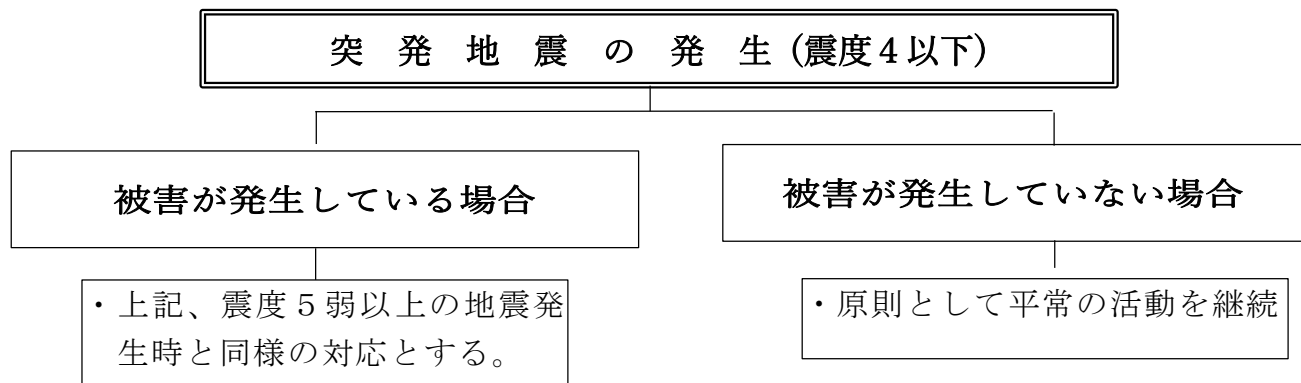 突　発　地　震　の　発　生（震度４以下）
被害が発生している場合
被害が発生していない場合
・上記、震度５弱以上の地震発
生時と同様の対応とする。
・原則として平常の活動を継続